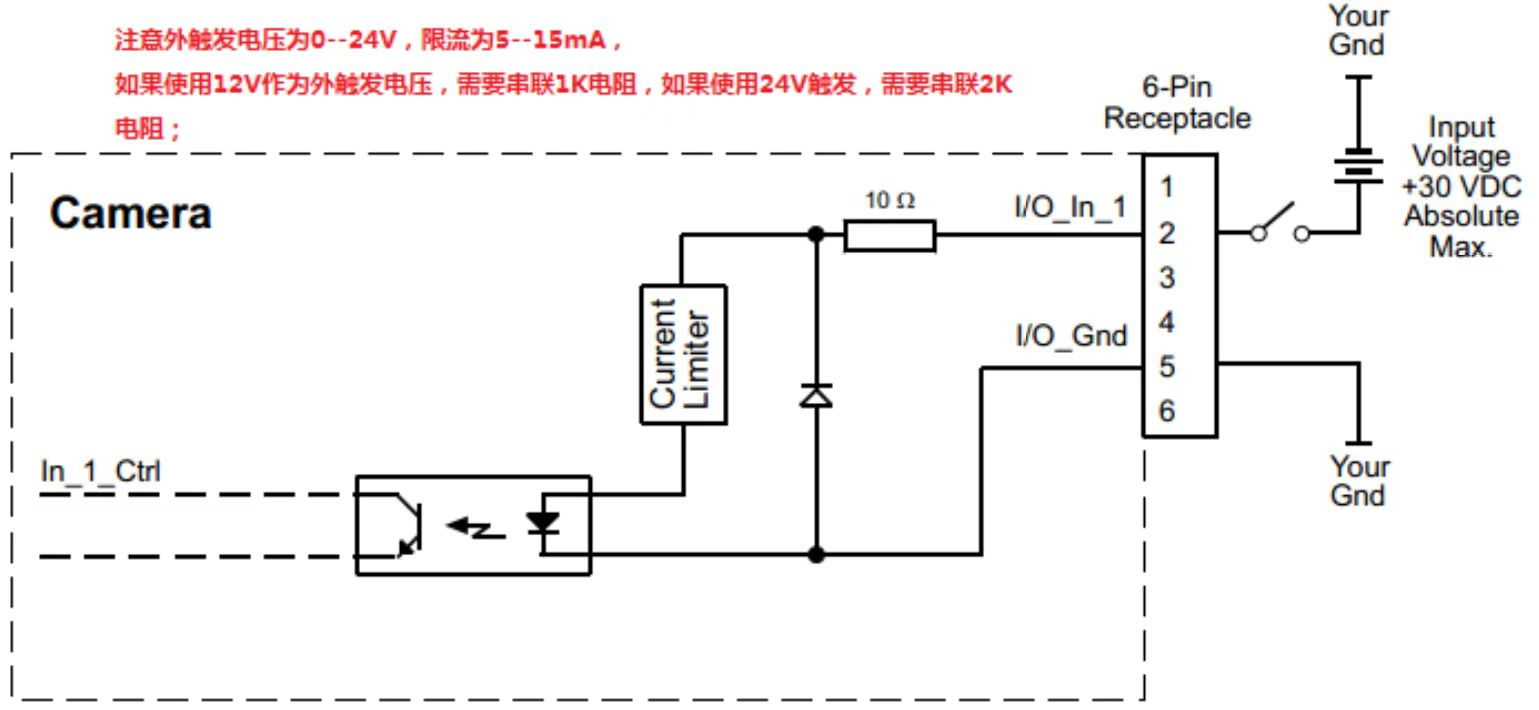 注意外触发电压为0--24V，限流为5--15mA，
如果使用12V作为外触发电压，需要串联1K电阻，如果使用24V触发，需要串联2K
电阻；
Your
Gnd
6-Pin
Receptacle
Input
Voltage
+30 VDC
Absolute
Max.
Camera
10 Ω
I/O_In_1
1
2
3
4
5
6
I/O_Gnd
Current
Limiter
In_1_Ctrl
Your
Gnd